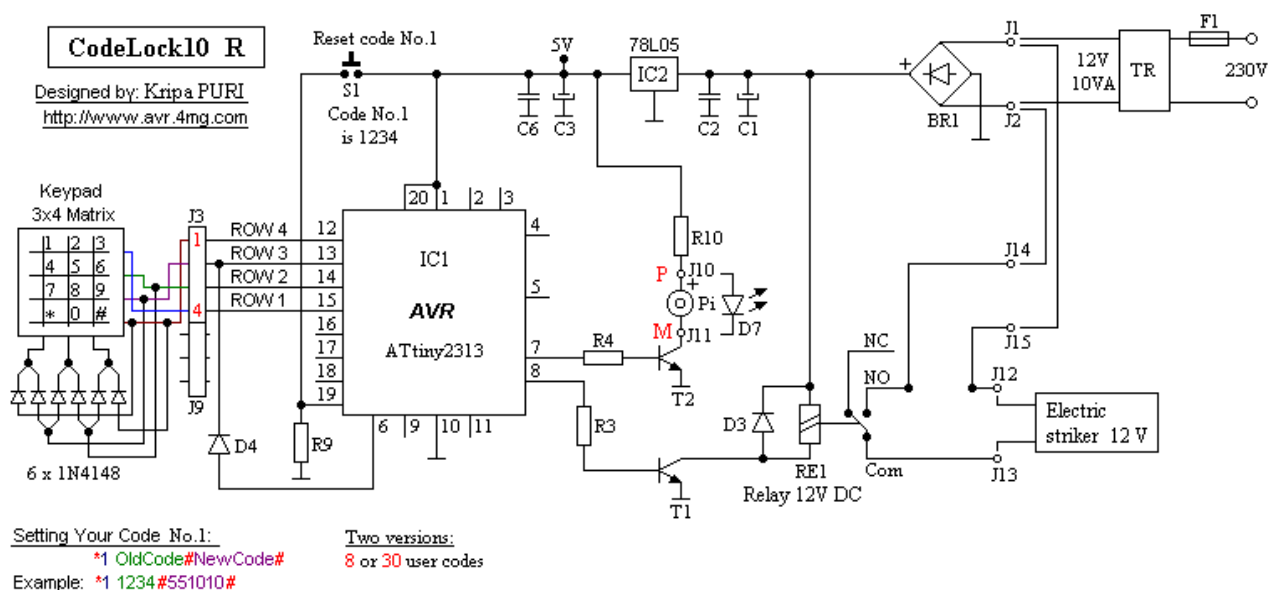 CodeLock10 R
Designed by: Kripa PURI
http://www.avr.4mg.com
Reset code No.1
S1
Code No.1
is 1234
5V
78L05
IC2
C6
C3
C2
C1
+
BR1
J1
J2
12V
10VA
TR
F1
230V
Keypad
3x4 Matrix
1 2 3
4 5 6
7 8 9
* 0 #
J3
1
4
J9
ROW 4
ROW 3
ROW 2
ROW 1
12
13
14
15
16
17
18
19
20
1
2
3
4
5
7
8
6
9
10
11
IC1
AVR
ATtiny2313
R10
P
J10
+
Pi
M
J11
D7
R4
T2
R3
T1
D3
RE1
Relay 12V DC
NC
NO
Com
J14
J15
J12
J13
Electric
striker 12 V
D4
R9
6 x 1N4148
Setting Your Code No.1:
*1 OldCode#NewCode#
Example: *1 1234#551010#
Two versions:
8 or 30 user codes